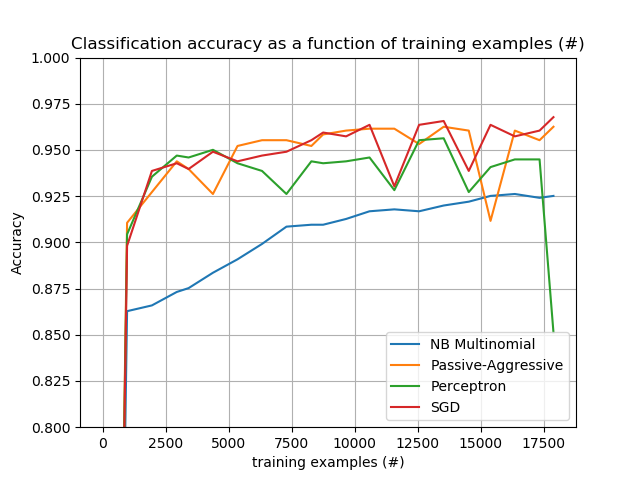 Classification accuracy as a function of training examples (#)
1.000
0.975
0.950
0.925
0.900
0.875
0.850
0.825
0.800
Accuracy
NB Multinomial
Passive-Aggressive
Perceptron
SGD
0 2500 5000 7500 10000 12500 15000 17500
training examples (#)